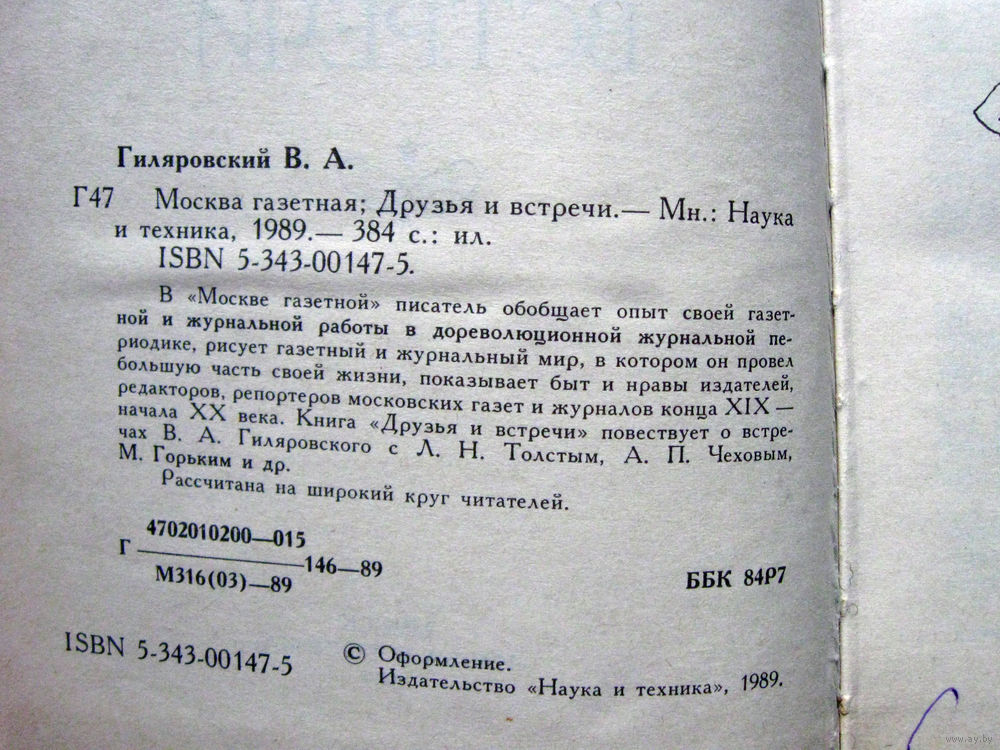 Гиляровский В. А.
Г47 Москва газетная; Друзья и встречи.— Мн.: Наука
и техника, 1989.— 384 с.: ил.
ISBN 5-343-00147-5.
В «Москве газетной» писатель обобщает опыт своей газет-
ной и журнальной работы в дореволюционной журнальной пе-
риодике, рисует газетный и журнальный мир, в котором он провел
большую часть своей жизни, показывает быт и нравы издателей,
редакторов, репортеров московских газет и журналов конца XIX —
начала XX века. Книга «Друзья и встречи» повествует о встре-
чах В. А. Гиляровского с Л. Н. Толстым, А. П. Чеховым,
М. Горьким и др.
Рассчитана на широкий круг читателей.
4702010200—015
Г ———— 146—89
М316(03)—89
ББК 84Р7
ISBN 5-343-00147-5
© Оформление.
Издательство «Наука и техника», 1989.
www.ay.by